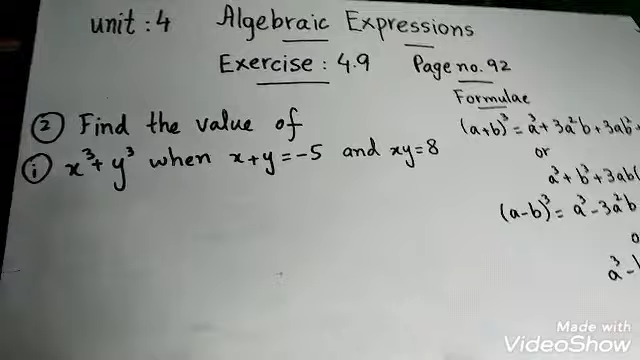 unit : 4 Algebraic Expressions
Exercise : 4.9 Page no. 92
Formulae
② Find the value of
(a+b)³ = a³ + 3a²b + 3ab² +
① x³ + y³ when x + y = -5 and xy = 8
or
a³ + b³ + 3ab(
(a-b)³ = a³ - 3a²b
a³ -
Made with
VideoShow